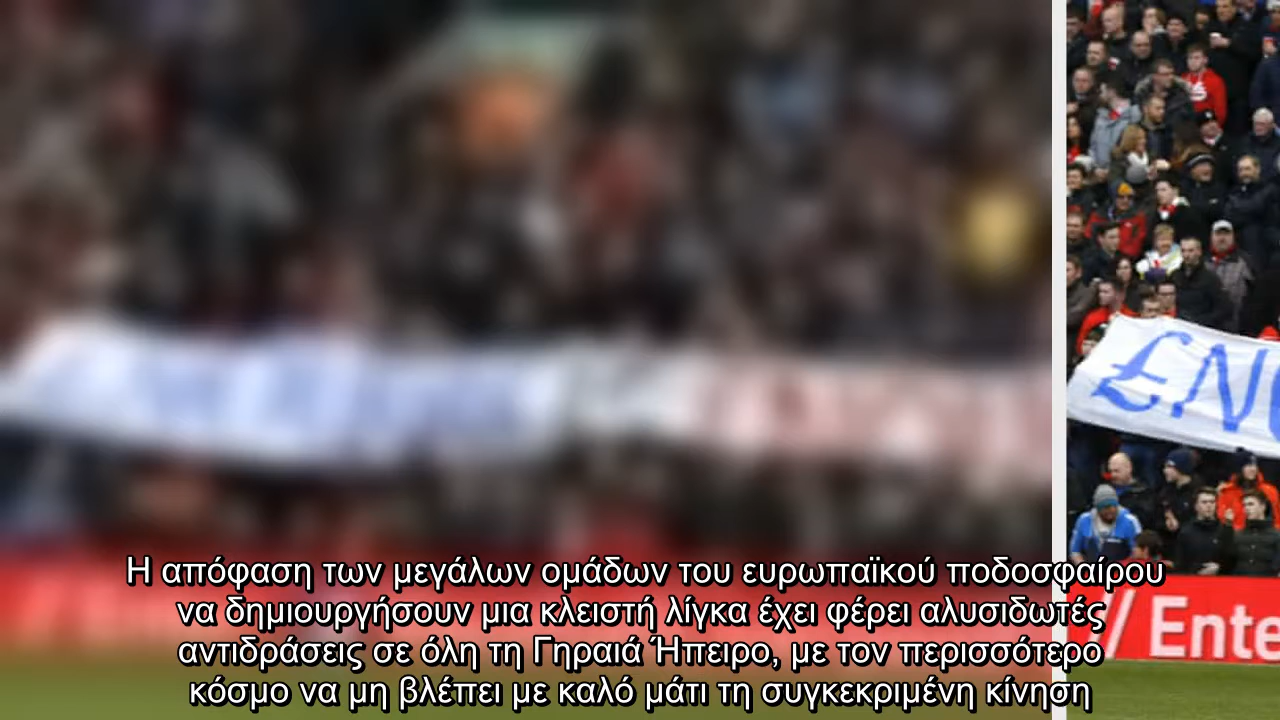 £N
// Ente
Η απόφαση των μεγάλων ομάδων του ευρωπαϊκού ποδοσφαίρου
να δημιουργήσουν μια κλειστή λίγκα έχει φέρει αλυσιδωτές
αντιδράσεις σε όλη τη Γηραιά Ήπειρο, με τον περισσότερο
κόσμο να μη βλέπει με καλό μάτι τη συγκεκριμένη κίνηση